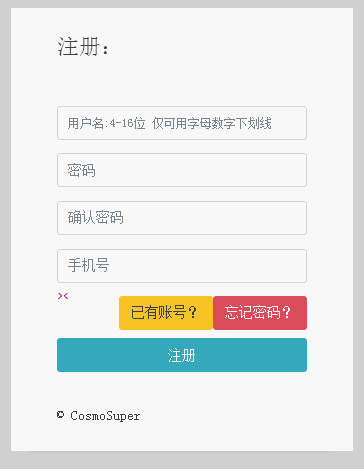 注册：
用户名:4-16位 仅可用字母数字下划线
密码
确认密码
手机号
><
已有账号？ 忘记密码？
注册
© CosmoSuper